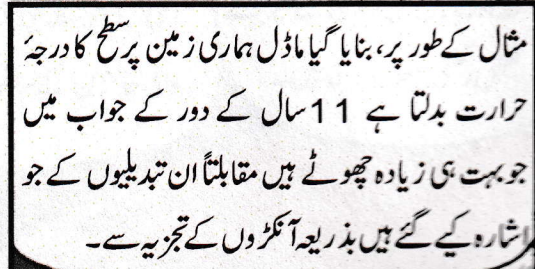 مثال کے طور پر، بنایا گیا ماڈل ہماری زمین پر سطح کا درجۂ
حرارت بدلتا ہے 11 سال کے دور کے جواب میں
جو بہت ہی زیادہ چھوٹے ہیں مقابلتاً ان تبدیلیوں کے جو
اشارہ کیے گئے ہیں بذریعہ آنکڑوں کے تجزیہ سے۔